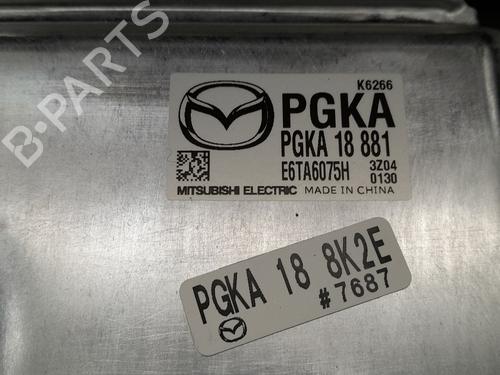 B-PARTS
K6266
PGKA
PGKA 18 881
E6TA6075H 3Z04
0130
MITSUBISHI ELECTRIC MADE IN CHINA
PGKA 18 8K2E
#7687